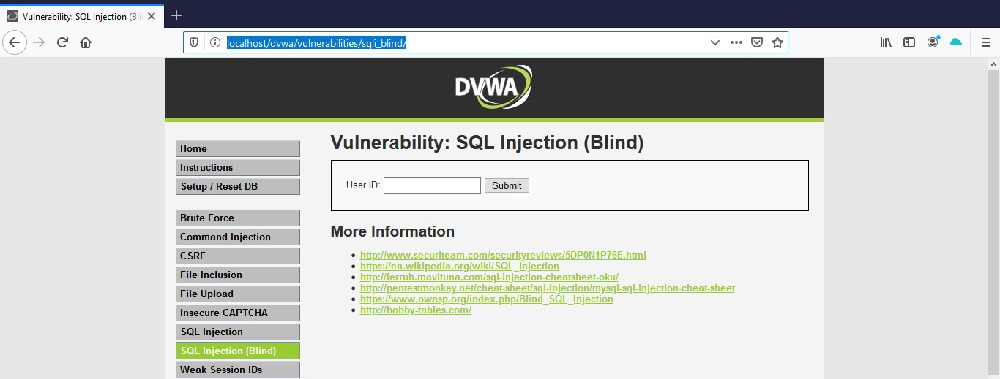 Vulnerability: SQL Injection (Bli
localhost/dvwa/vulnerabilities/sqli_blind/
DVWA
Home
Instructions
Setup / Reset DB
Brute Force
Command Injection
CSRF
File Inclusion
File Upload
Insecure CAPTCHA
SQL Injection
SQL Injection (Blind)
Weak Session IDs
Vulnerability: SQL Injection (Blind)
User ID: Submit
More Information
http://www.securiteam.com/securityreviews/5DP0N1P76E.html
https://en.wikipedia.org/wiki/SQL_injection
http://ferruh.mavituna.com/sql-injection-cheatsheet-oku/
http://pentestmonkey.net/cheat-sheet/sql-injection/mysql-sql-injection-cheat-sheet
https://www.owasp.org/index.php/Blind_SQL_Injection
http://bobby-tables.com/